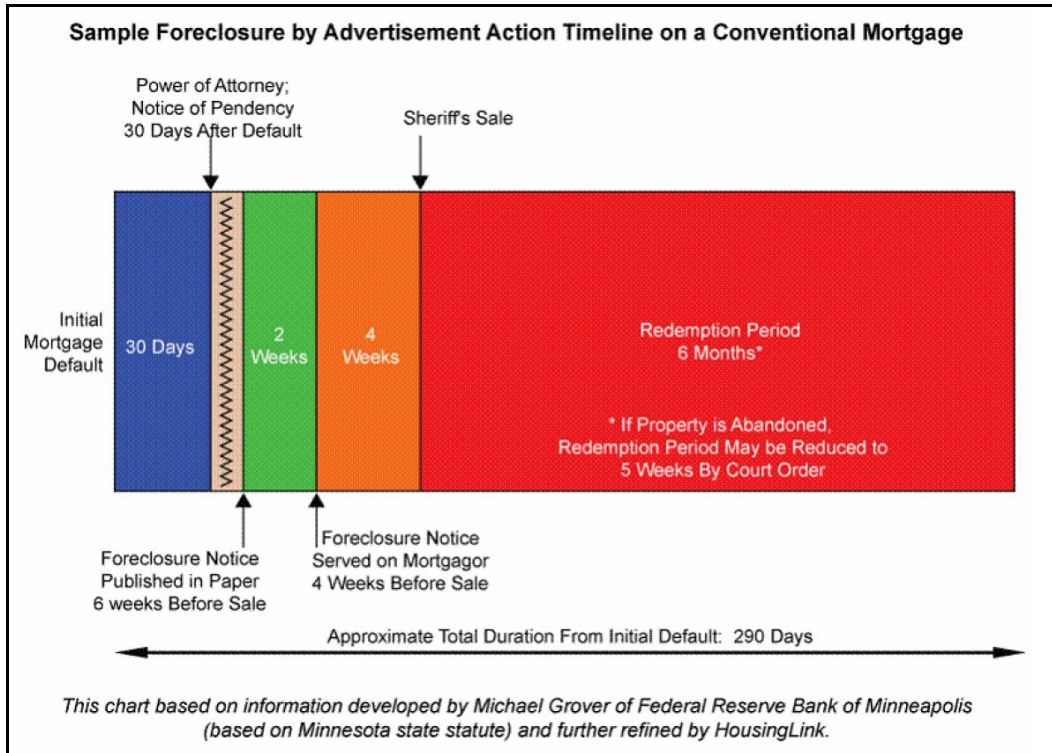 Sample Foreclosure by Advertisement Action Timeline on a Conventional Mortgage
Power of Attorney;
Notice of Pendency
30 Days After Default
Sheriff's Sale
Initial
Mortgage
Default
30 Days
2
Weeks
4
Weeks
Redemption Period
6 Months*
* If Property is Abandoned,
Redemption Period May be Reduced to
5 Weeks By Court Order
Foreclosure Notice
Published in Paper
6 weeks Before Sale
Foreclosure Notice
Served on Mortgagor
4 Weeks Before Sale
Approximate Total Duration From Initial Default: 290 Days
This chart based on information developed by Michael Grover of Federal Reserve Bank of Minneapolis
(based on Minnesota state statute) and further refined by HousingLink.